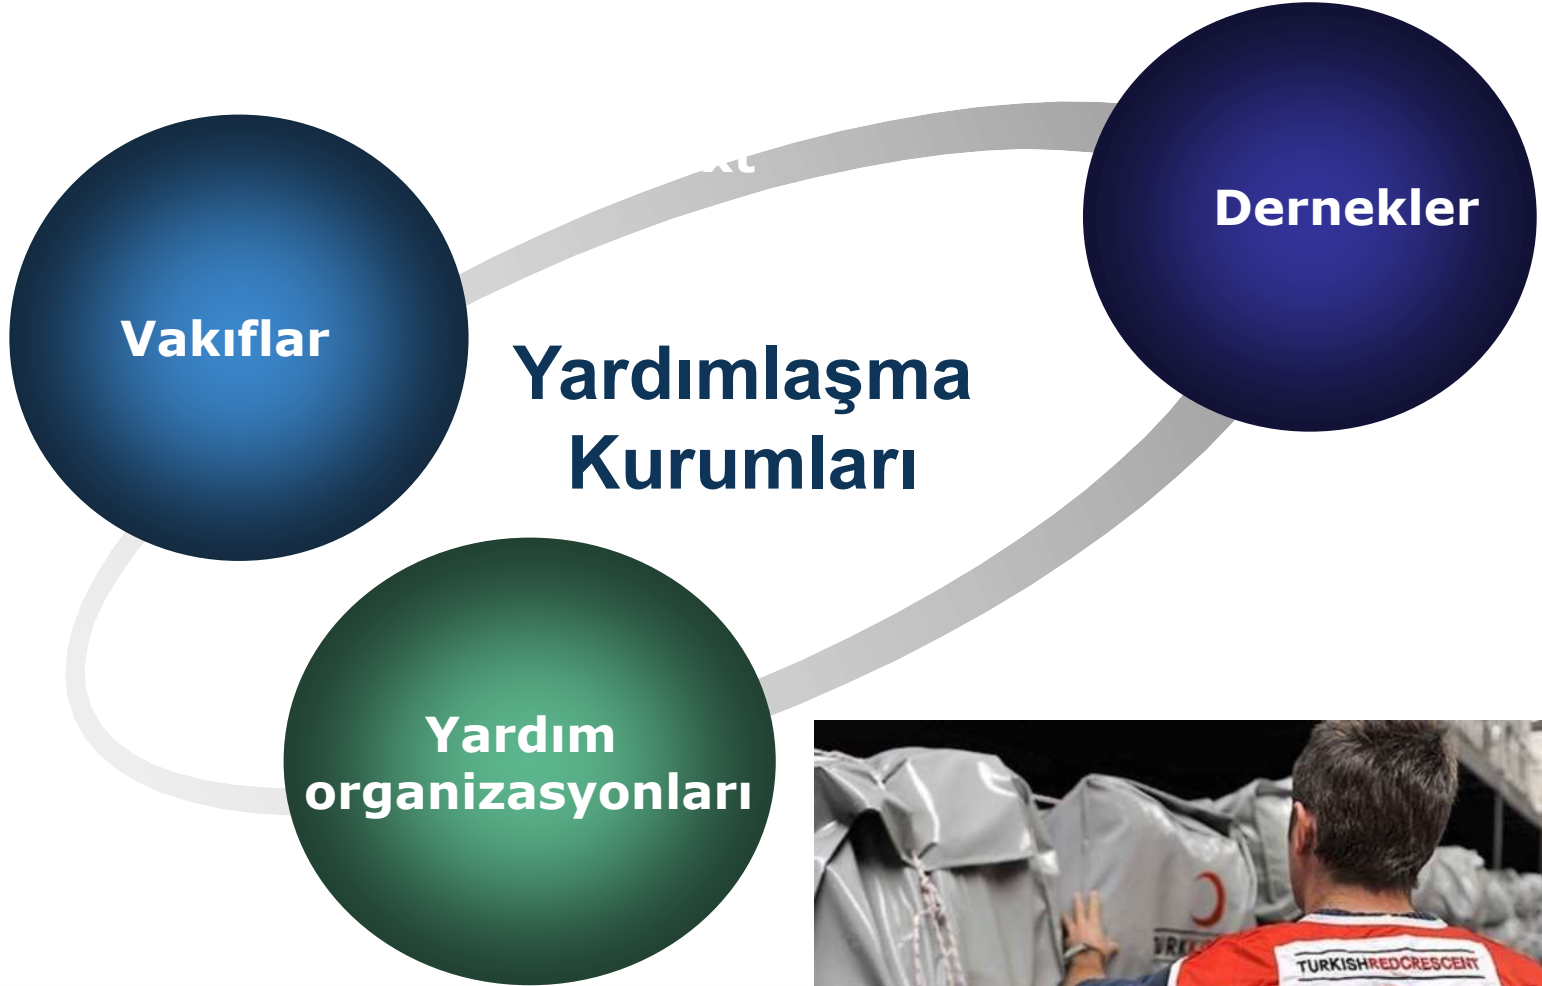 Dernekler
Vakıflar
Yardımlaşma
Kurumları
Yardım
organizasyonları
TURKISHREDCRESCENT